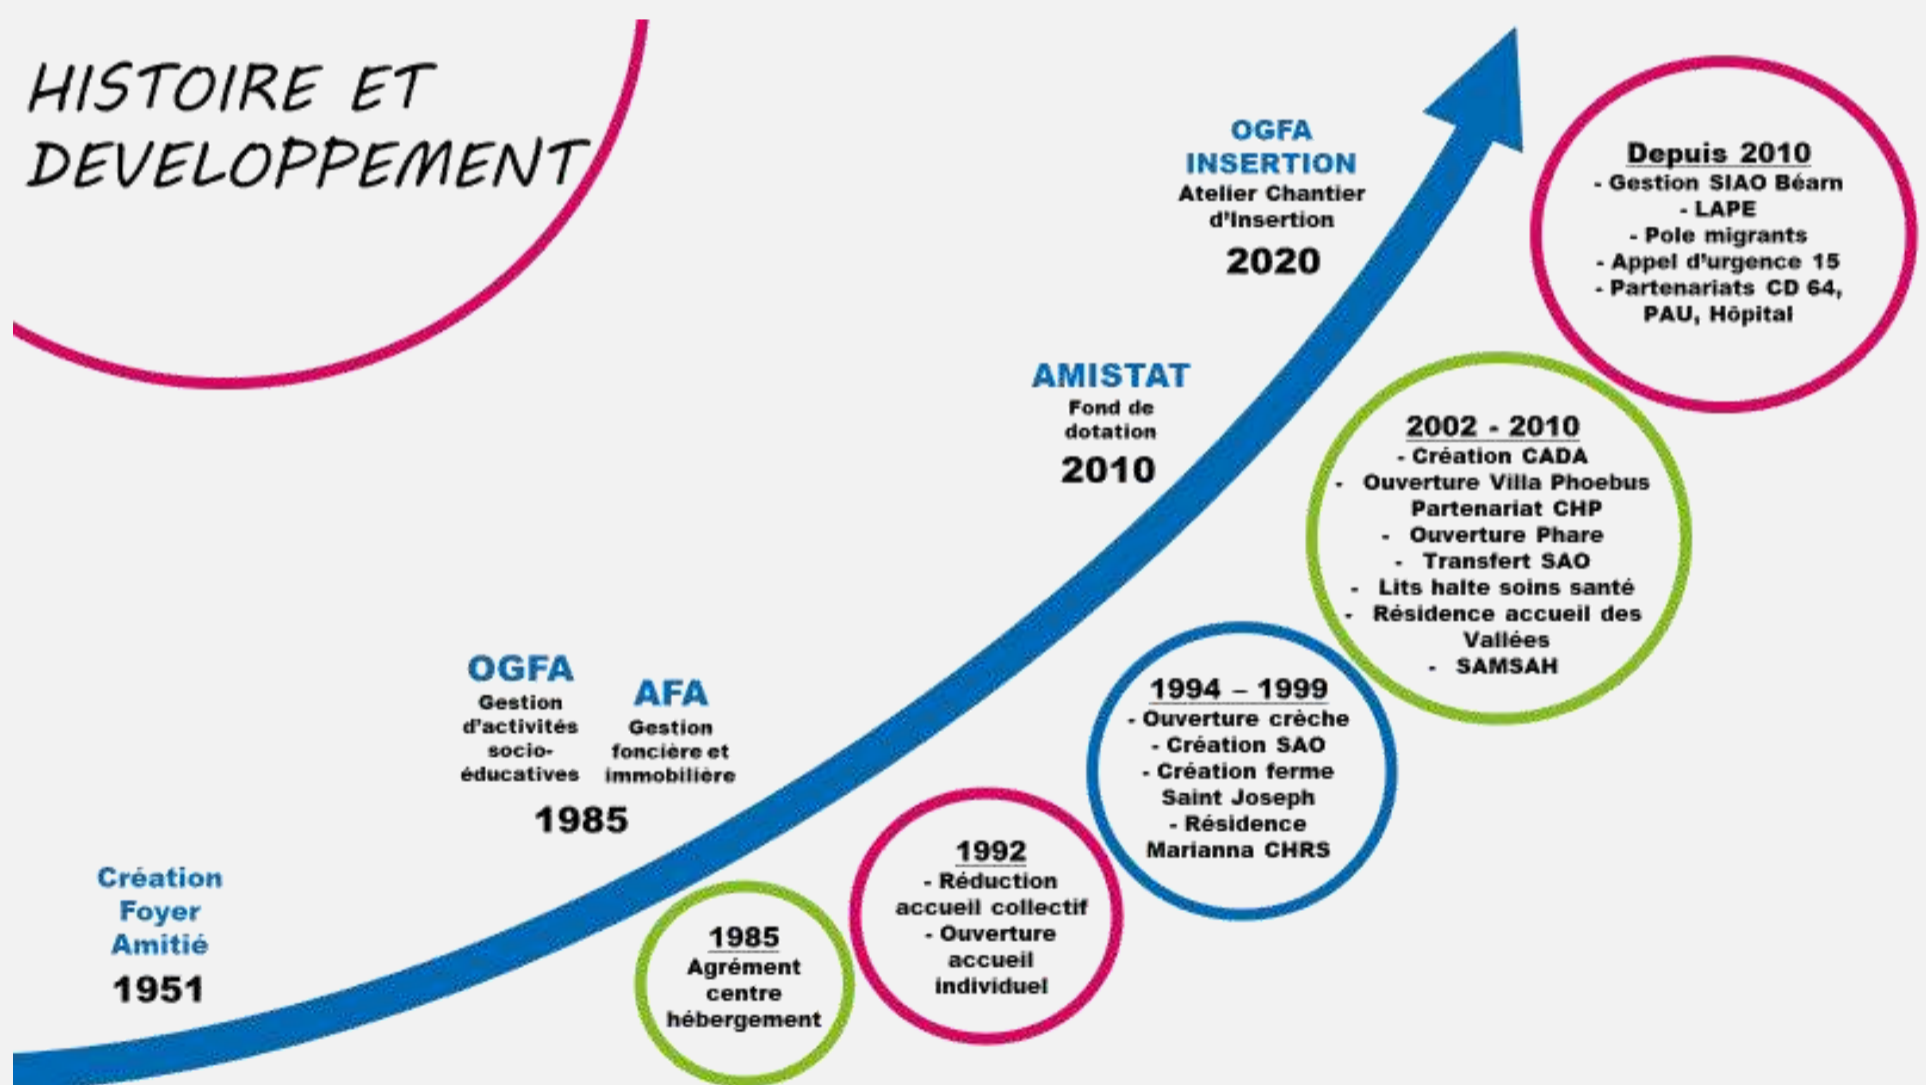 HISTOIRE ET
DEVELOPPEMENT
Création
Foyer
Amitié
1951
OGFA
Gestion
d'activités
socio-
éducatives
AFA
Gestion
foncière et
immobilière
1985
AMISTAT
Fond de
dotation
2010
OGFA
INSERTION
Atelier Chantier
d'Insertion
2020
1985
Agrément
centre
hébergement
1992
- Réduction
accueil collectif
- Ouverture
accueil
individuel
1994 – 1999
- Ouverture crèche
- Création SAO
- Création ferme
Saint Joseph
- Résidence
Marianna CHRS
2002 - 2010
- Création CADA
- Ouverture Villa Phoebus
Partenariat CHP
- Ouverture Phare
- Transfert SAO
- Lits halte soins santé
- Résidence accueil des
Vallées
- SAMSAH
Depuis 2010
- Gestion SIAO Béarn
- LAPE
- Pole migrants
- Appel d'urgence 15
- Partenariats CD 64,
PAU, Hôpital